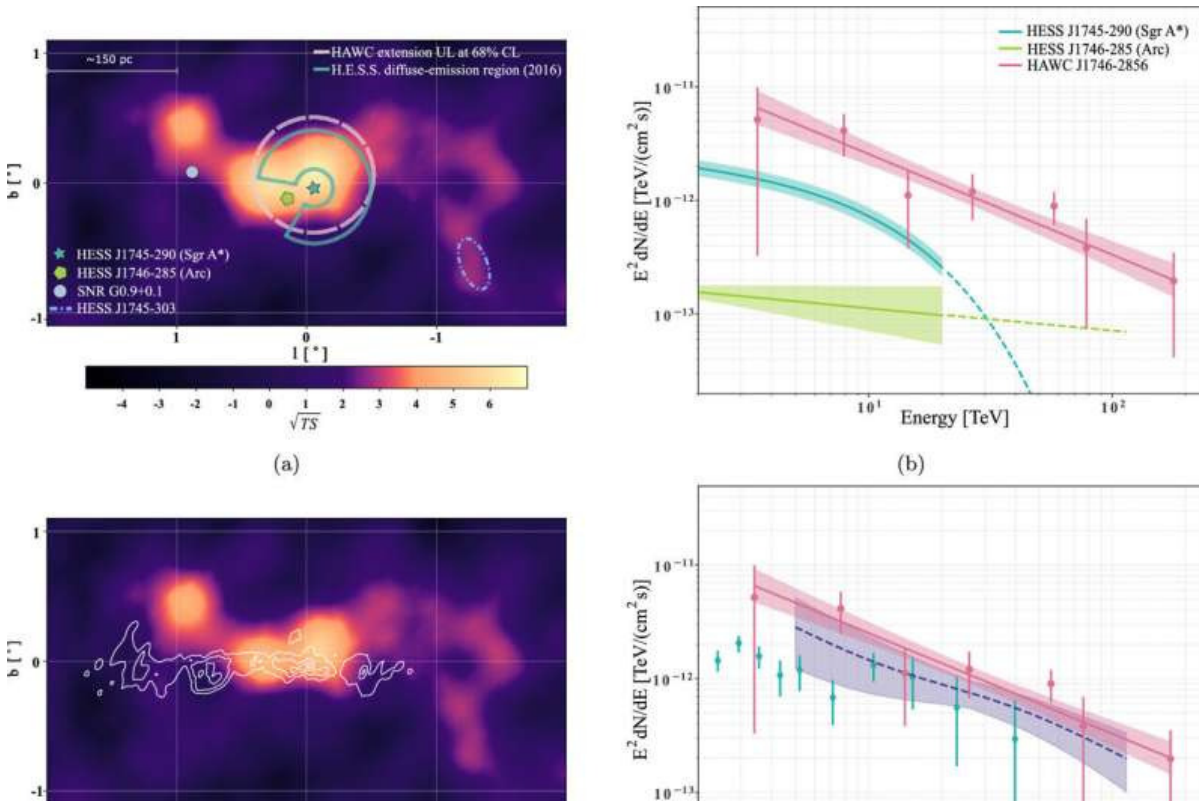 ~150 pc
HAWC extension UL at 68% CL
H.E.S.S. diffuse-emission region (2016)
b [°]
1
0
-1
HESS J1745-290 (Sgr A*)
HESS J1746-285 (Arc)
SNR G0.9+0.1
HESS J1745-303
1
0
-1
l [°]
-4
-3
-2
-1
0
1
2
3
4
5
6
√TS
(a)
HESS J1745-290 (Sgr A*)
HESS J1746-285 (Arc)
HAWC J1746-2856
E²dN/dE [TeV/(cm² s)]
10⁻¹¹
10⁻¹²
10⁻¹³
10¹
10²
Energy [TeV]
(b)
b [°]
1
0
-1
E²dN/dE [TeV/(cm² s)]
10⁻¹¹
10⁻¹²
10⁻¹³